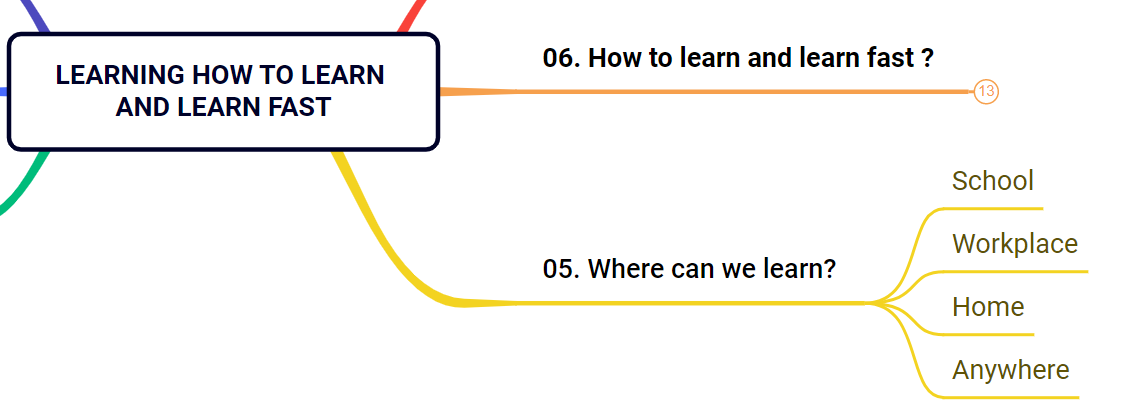 LEARNING HOW TO LEARN
AND LEARN FAST
06. How to learn and learn fast ?
13
05. Where can we learn?
School
Workplace
Home
Anywhere